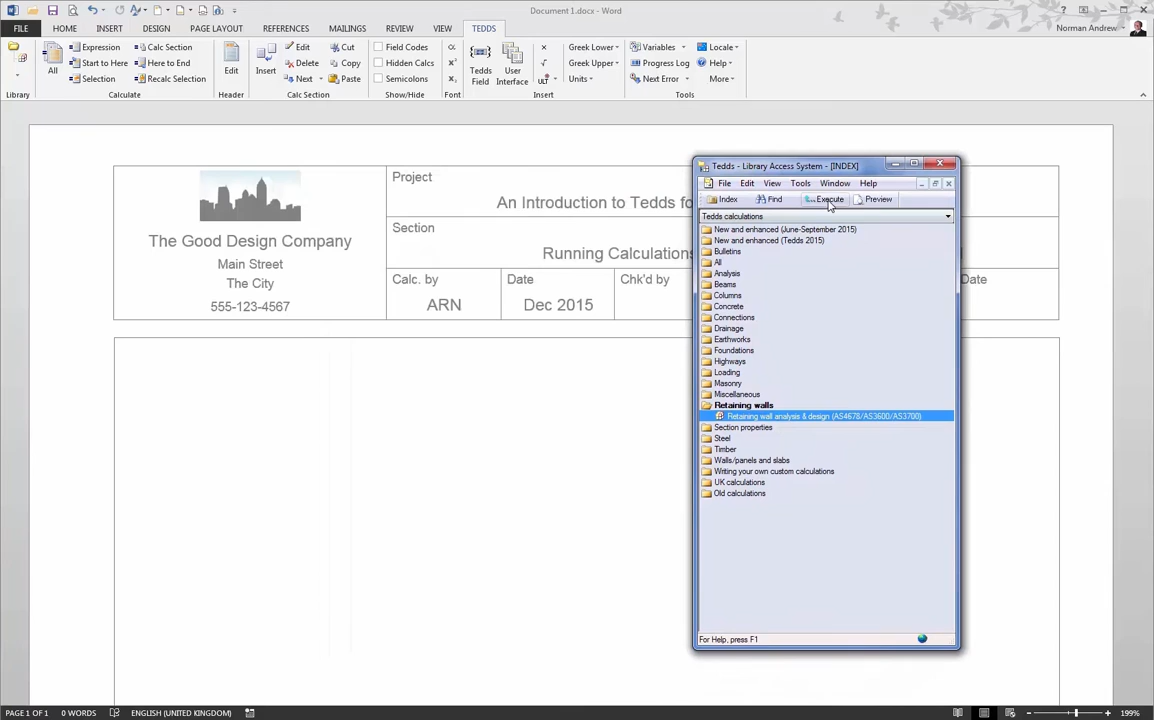 Document 1.docx - Word
FILE HOME INSERT DESIGN PAGE LAYOUT REFERENCES MAILINGS REVIEW VIEW TEDDS
Norman Andrew
All
Expression
Start to Here
Selection
Calc Section
Here to End
Recalc Selection
Edit
Insert
Edit
Delete
Next
Cut
Copy
Paste
Field Codes
Hidden Calcs
Semicolons
Tedds Field
User Interface
ULT
Greek Lower
Greek Upper
Units
Variables
Progress Log
Next Error
Locale
Help
More
Library Calculate Header Calc Section Show/Hide Font Insert Tools
The Good Design Company
Main Street
The City
555-123-4567
Project
An Introduction to Tedds fo
Section
Running Calculations
Calc. by
ARN
Date
Dec 2015
Chk'd by
Date
Tedds - Library Access System - [INDEX]
File Edit View Tools Window Help
Index Find Execute Preview
Tedds calculations
New and enhanced (June-September 2015)
New and enhanced (Tedds 2015)
Bulletins
All
Analysis
Beams
Columns
Concrete
Connections
Drainage
Earthworks
Foundations
Highways
Loading
Masonry
Miscellaneous
Retaining walls
Retaining wall analysis & design (AS4678/AS3600/AS3700)
Section properties
Steel
Timber
Walls/panels and slabs
Writing your own custom calculations
UK calculations
Old calculations
For Help, press F1
PAGE 1 OF 1 0 WORDS ENGLISH (UNITED KINGDOM) 199%